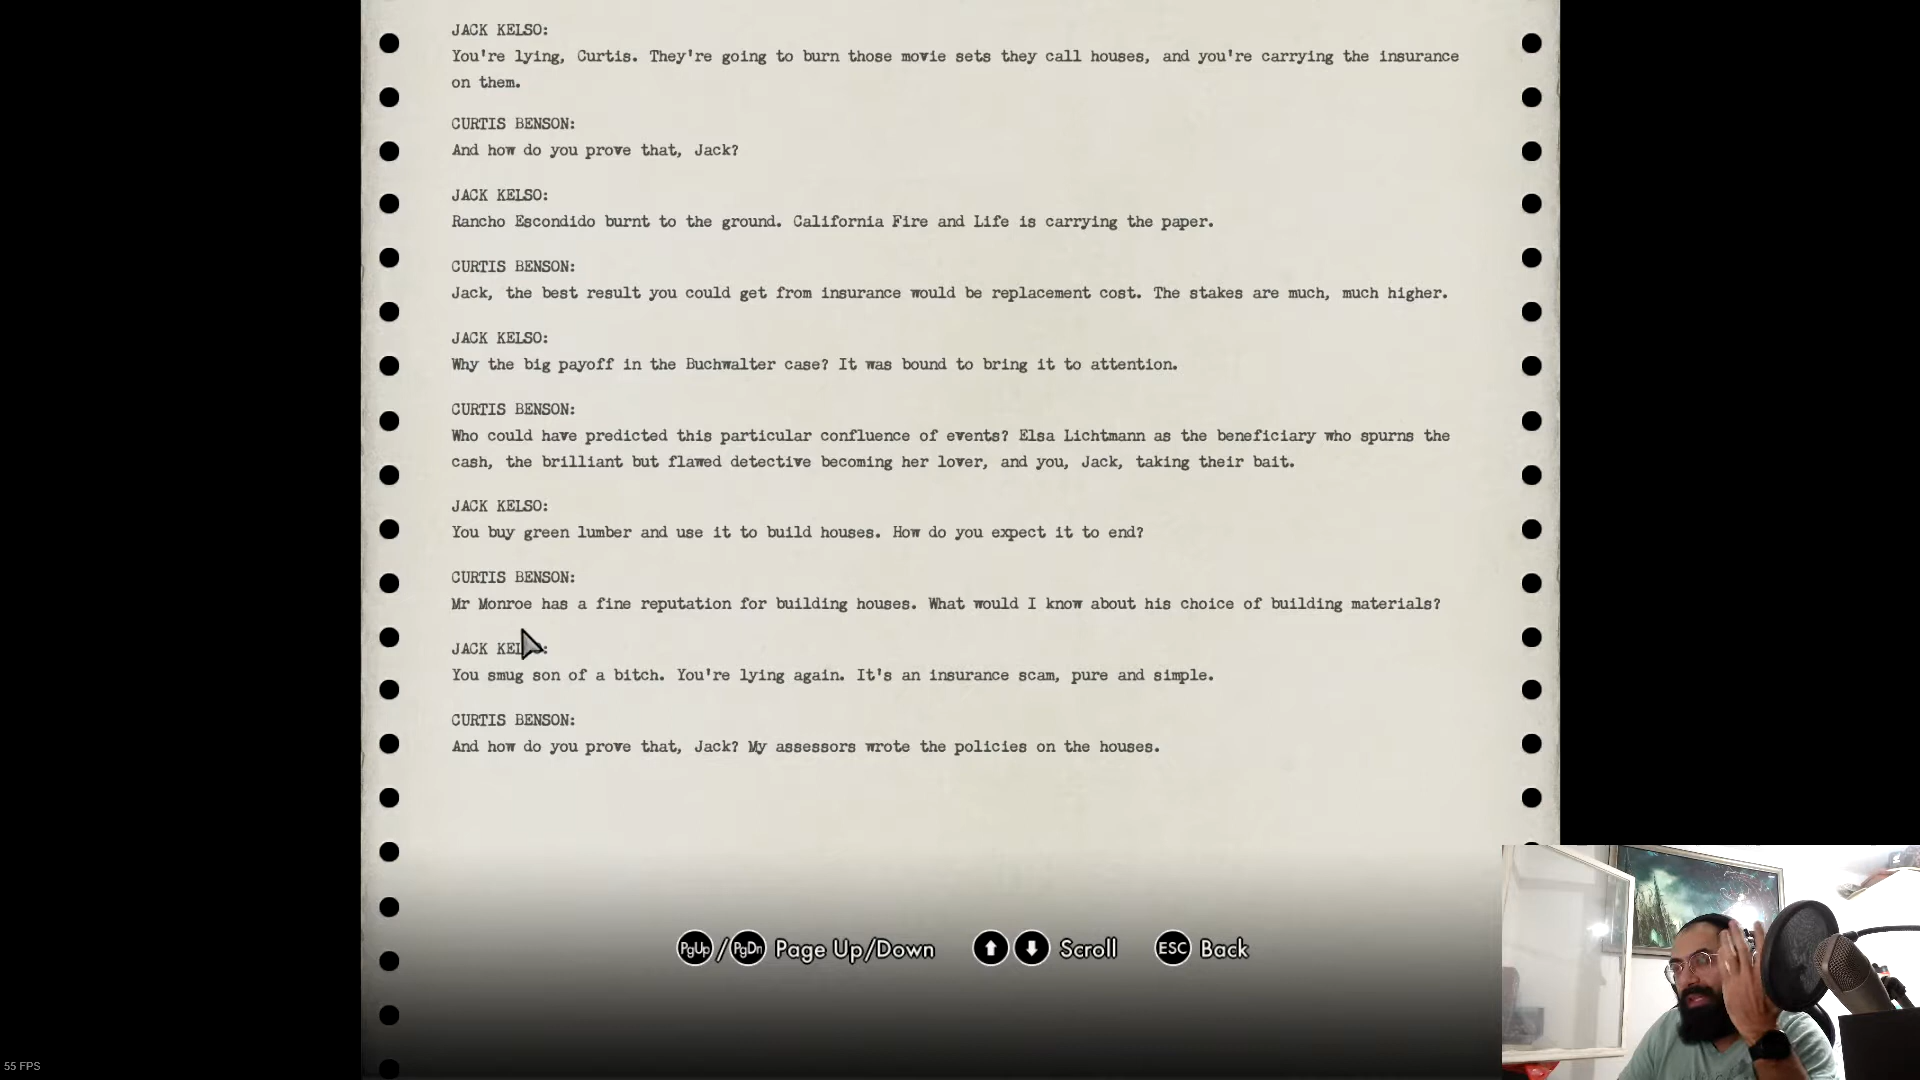 JACK KELSO:
You're lying, Curtis. They're going to burn those movie sets they call houses, and you're carrying the insurance
on them.
CURTIS BENSON:
And how do you prove that, Jack?
JACK KELSO:
Rancho Escondido burnt to the ground. California Fire and Life is carrying the paper.
CURTIS BENSON:
Jack, the best result you could get from insurance would be replacement cost. The stakes are much, much higher.
JACK KELSO:
Why the big payoff in the Buchwalter case? It was bound to bring it to attention.
CURTIS BENSON:
Who could have predicted this particular confluence of events? Elsa Lichtmann as the beneficiary who spurns the
cash, the brilliant but flawed detective becoming her lover, and you, Jack, taking their bait.
JACK KELSO:
You buy green lumber and use it to build houses. How do you expect it to end?
CURTIS BENSON:
Mr Monroe has a fine reputation for building houses. What would I know about his choice of building materials?
JACK KELSO:
You smug son of a bitch. You're lying again. It's an insurance scam, pure and simple.
CURTIS BENSON:
And how do you prove that, Jack? My assessors wrote the policies on the houses.
PgUp / PgDn Page Up/Down Scroll ESC Back
55 FPS